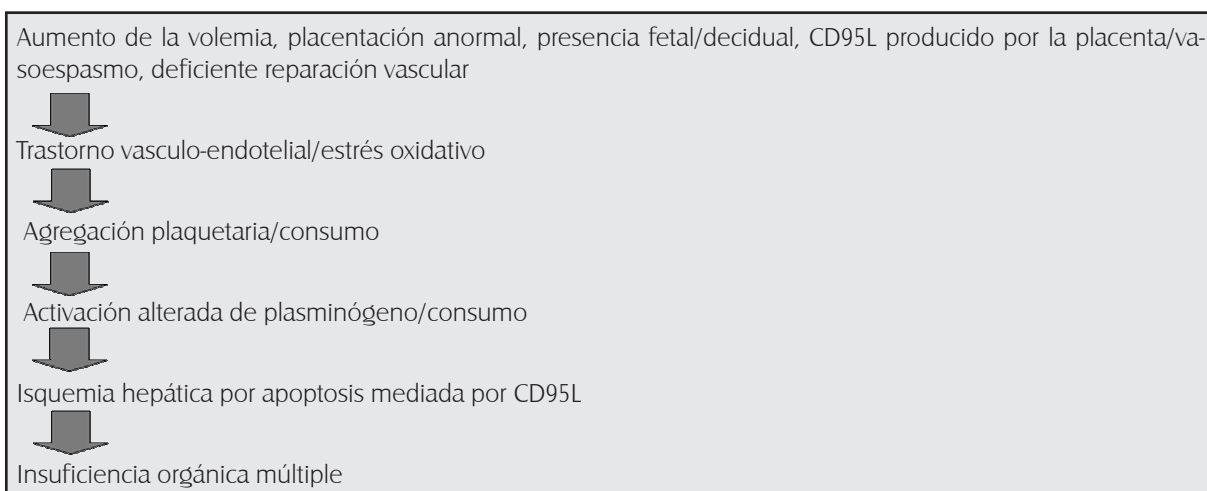 Aumento de la volemia, placentación anormal, presencia fetal/decidual, CD95L producido por la placenta/va-
soespasmo, deficiente reparación vascular
Trastorno vasculo-endotelial/estrés oxidativo
Agregación plaquetaria/consumo
Activación alterada de plasminógeno/consumo
Isquemia hepática por apoptosis mediada por CD95L
Insuficiencia orgánica múltiple